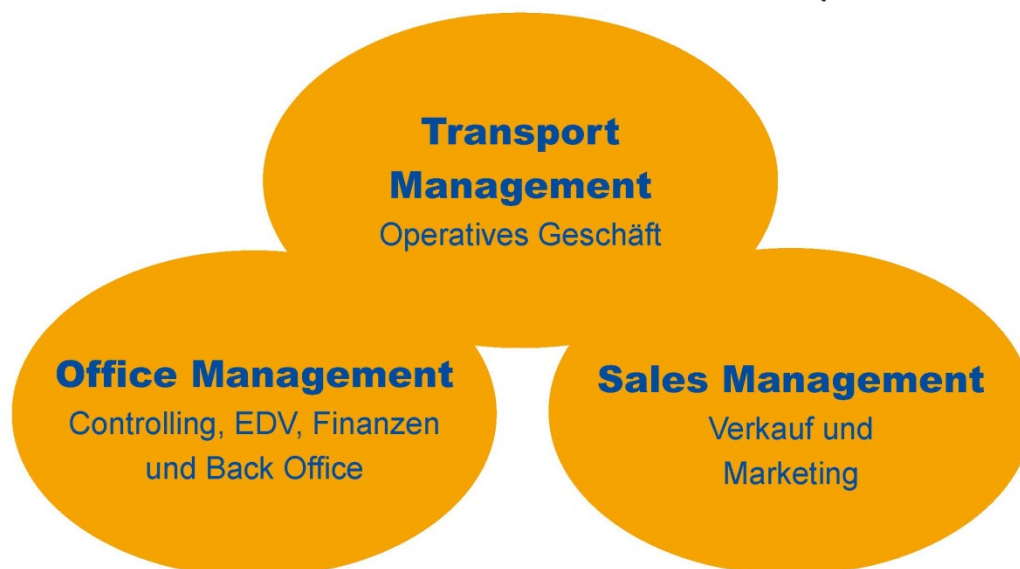 Transport
Management
Operatives Geschäft
Office Management
Controlling, EDV, Finanzen
und Back Office
Sales Management
Verkauf und
Marketing